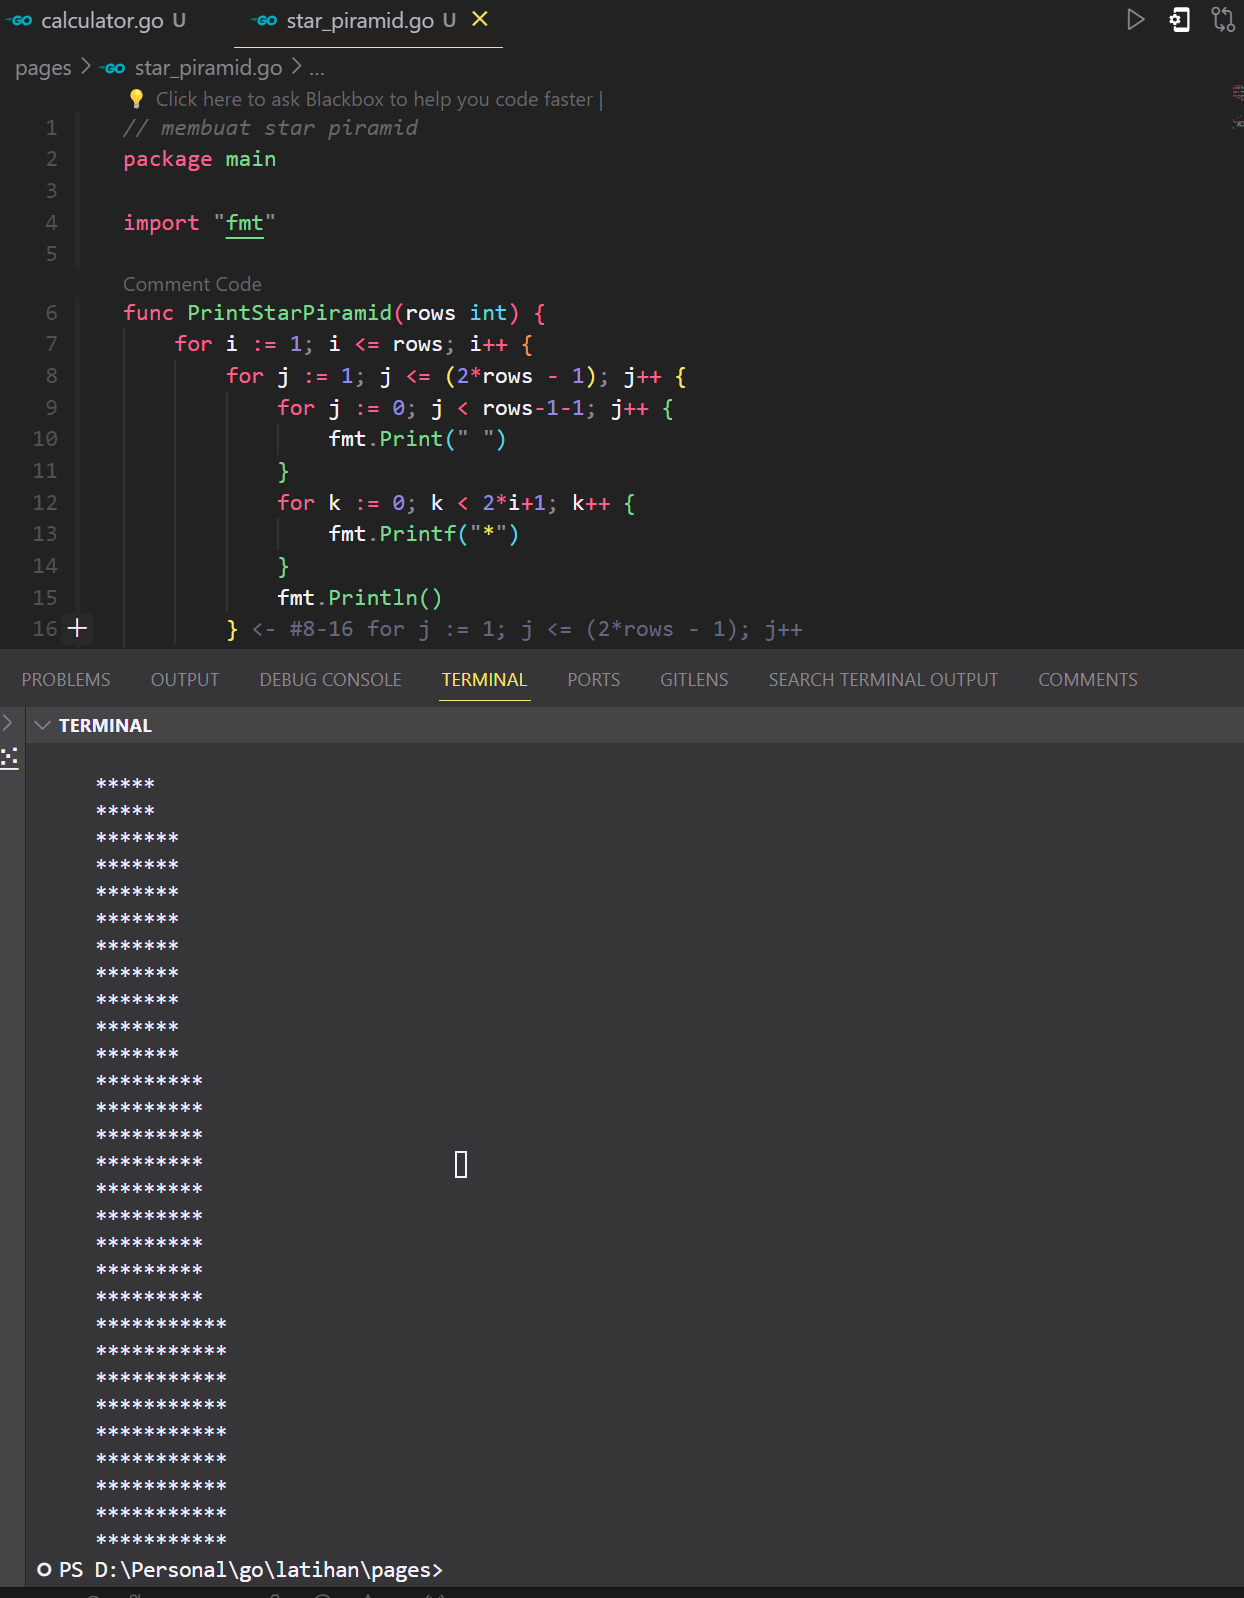 GO calculator.go U GO star_piramid.go U
pages > GO star_piramid.go > ...
Click here to ask Blackbox to help you code faster |
1 // membuat star piramid
2 package main
3
4 import "fmt"
5
Comment Code
6 func PrintStarPiramid(rows int) {
7 for i := 1; i <= rows; i++ {
8 for j := 1; j <= (2*rows - 1); j++ {
9 for j := 0; j < rows-1-1; j++ {
10 fmt.Print(" ")
11 }
12 for k := 0; k < 2*i+1; k++ {
13 fmt.Printf("*")
14 }
15 fmt.Println()
16 } <- #8-16 for j := 1; j <= (2*rows - 1); j++
PROBLEMS OUTPUT DEBUG CONSOLE TERMINAL PORTS GITLENS SEARCH TERMINAL OUTPUT COMMENTS
TERMINAL
*****
*****
*******
*******
*******
*******
*******
*******
*******
*******
*******
*********
*********
*********
*********
*********
*********
*********
*********
*********
***********
***********
***********
***********
***********
***********
***********
***********
***********
PS D:\Personal\go\latihan\pages>